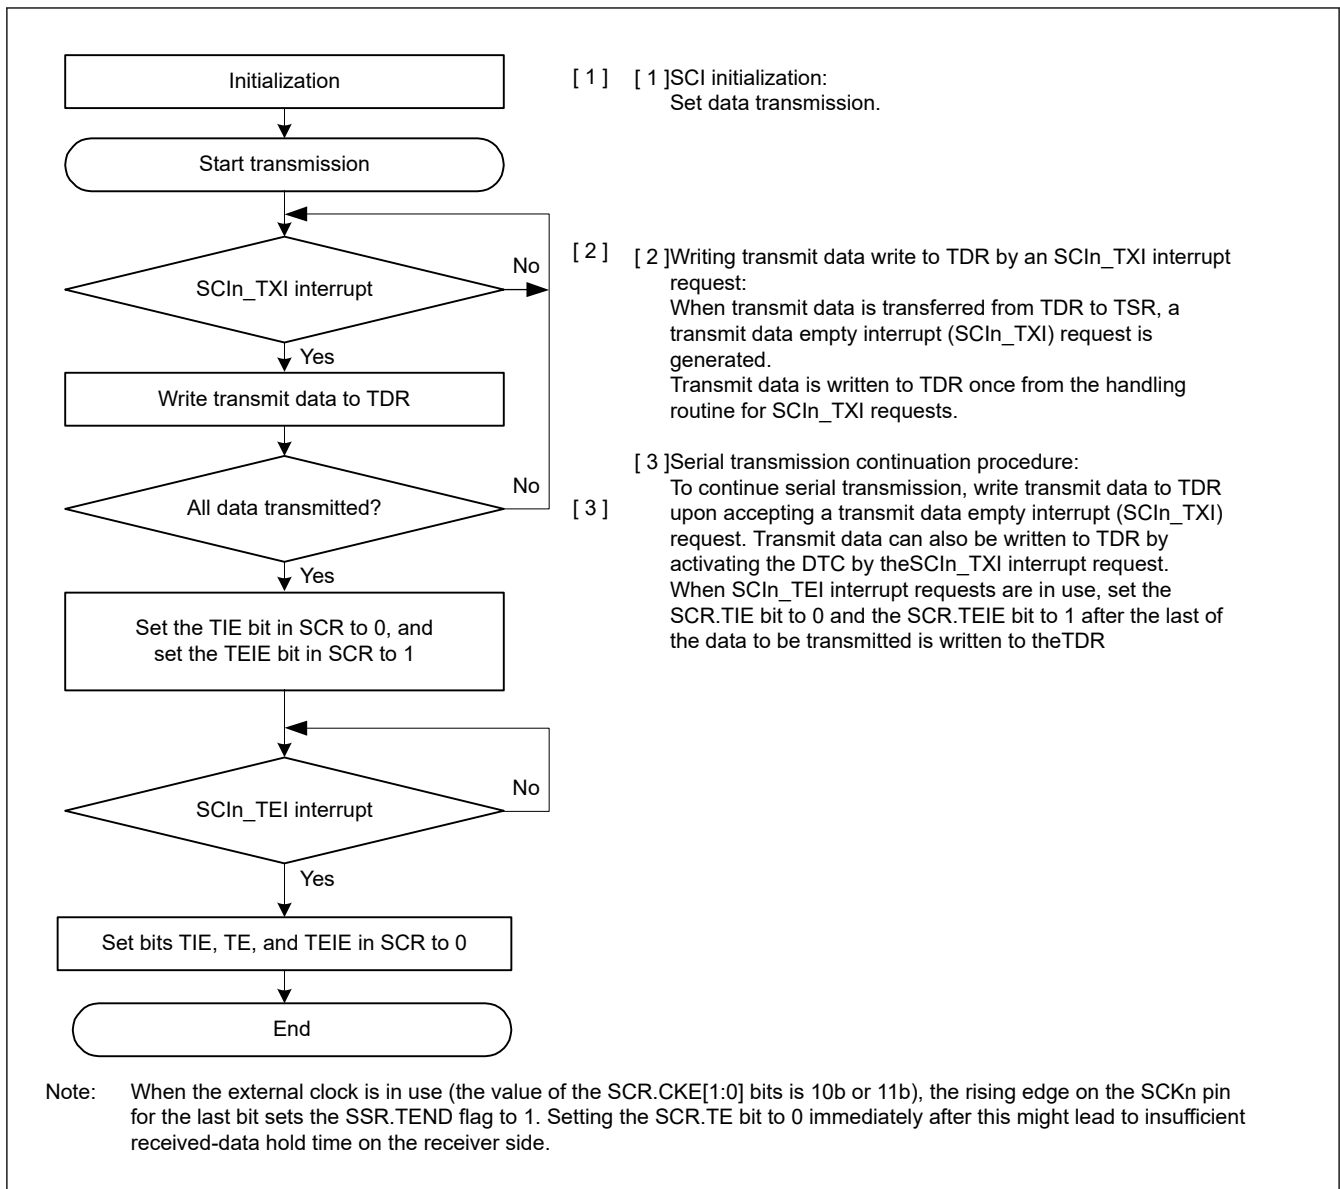 Initialization
[ 1 ]
[ 1 ]SCI initialization:
Set data transmission.
Start transmission
SCIn_TXI interrupt
No
Yes
[ 2 ]
[ 2 ]Writing transmit data write to TDR by an SCIn_TXI interrupt
request:
When transmit data is transferred from TDR to TSR, a
transmit data empty interrupt (SCIn_TXI) request is
generated.
Transmit data is written to TDR once from the handling
routine for SCIn_TXI requests.
Write transmit data to TDR
All data transmitted?
No
Yes
[ 3 ]
[ 3 ]Serial transmission continuation procedure:
To continue serial transmission, write transmit data to TDR
upon accepting a transmit data empty interrupt (SCIn_TXI)
request. Transmit data can also be written to TDR by
activating the DTC by theSCIn_TXI interrupt request.
When SCIn_TEI interrupt requests are in use, set the
SCR.TIE bit to 0 and the SCR.TEIE bit to 1 after the last of
the data to be transmitted is written to theTDR
Set the TIE bit in SCR to 0, and
set the TEIE bit in SCR to 1
SCIn_TEI interrupt
No
Yes
Set bits TIE, TE, and TEIE in SCR to 0
End
Note: When the external clock is in use (the value of the SCR.CKE[1:0] bits is 10b or 11b), the rising edge on the SCKn pin
for the last bit sets the SSR.TEND flag to 1. Setting the SCR.TE bit to 0 immediately after this might lead to insufficient
received-data hold time on the receiver side.